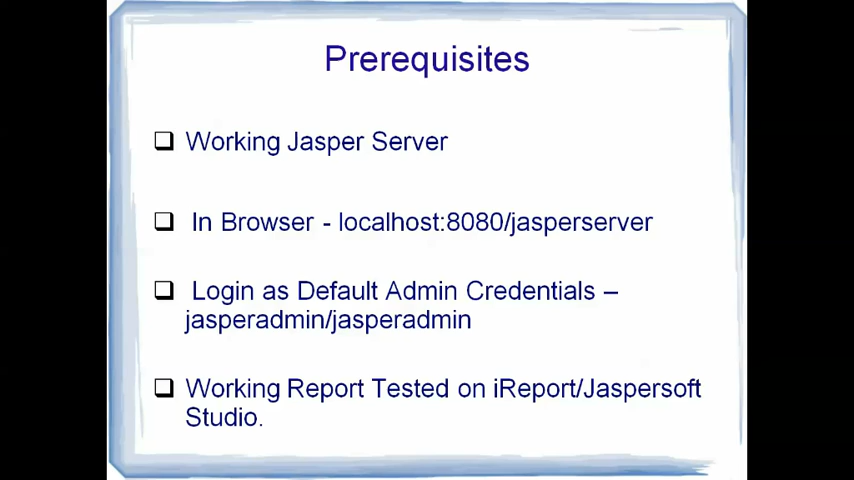 Prerequisites
Working Jasper Server
In Browser - localhost:8080/jasperserver
Login as Default Admin Credentials –
jasperadmin/jasperadmin
Working Report Tested on iReport/Jaspersoft
Studio.